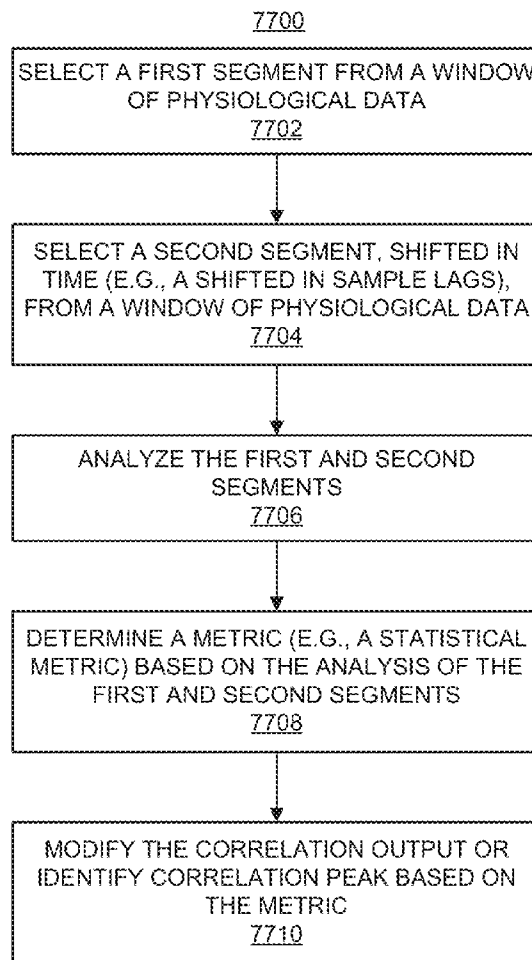 7700
SELECT A FIRST SEGMENT FROM A WINDOW
OF PHYSIOLOGICAL DATA
7702
SELECT A SECOND SEGMENT, SHIFTED IN
TIME (E.G., A SHIFTED IN SAMPLE LAGS),
FROM A WINDOW OF PHYSIOLOGICAL DATA
7704
ANALYZE THE FIRST AND SECOND
SEGMENTS
7706
DETERMINE A METRIC (E.G., A STATISTICAL
METRIC) BASED ON THE ANALYSIS OF THE
FIRST AND SECOND SEGMENTS
7708
MODIFY THE CORRELATION OUTPUT OR
IDENTIFY CORRELATION PEAK BASED ON
THE METRIC
7710